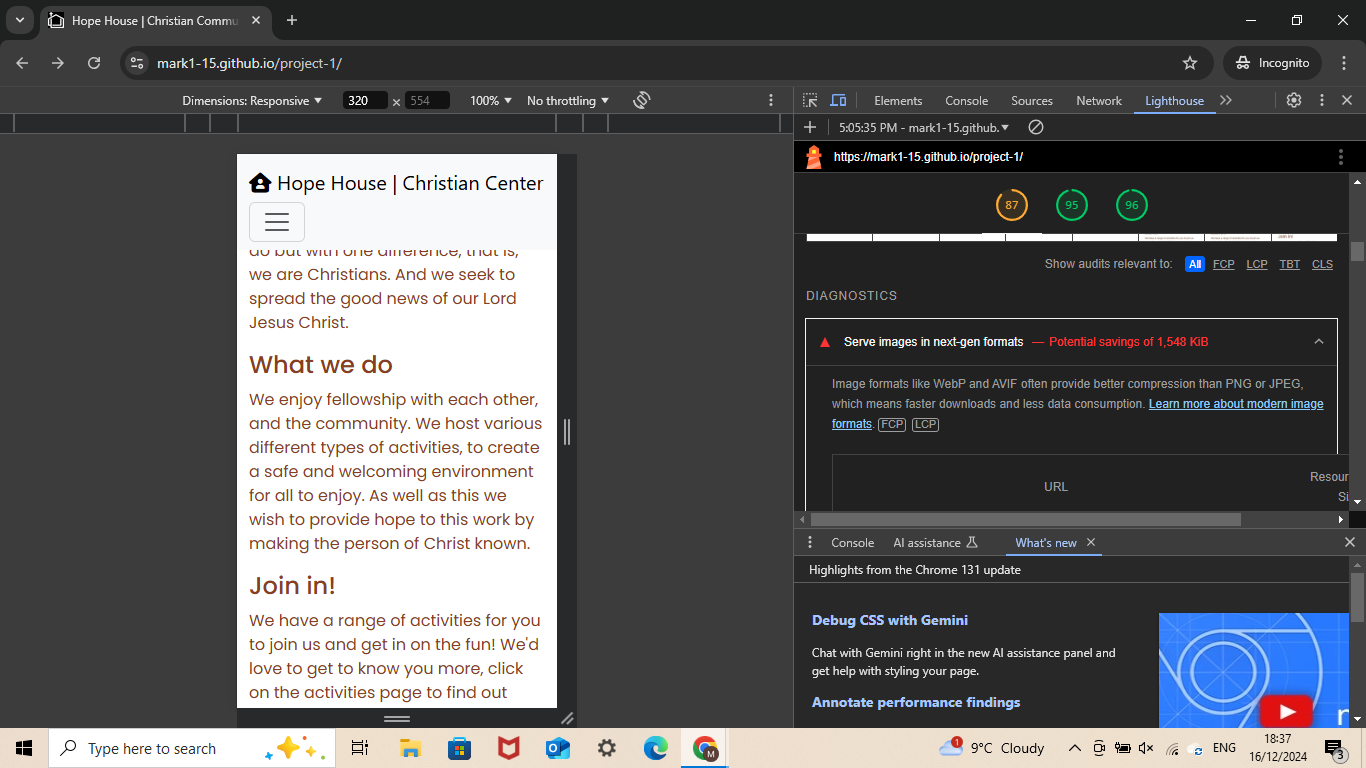 Hope House | Christian Commu
mark1-15.github.io/project-1/
Incognito
Dimensions: Responsive
320 × 554
100%
No throttling
Elements
Console
Sources
Network
Lighthouse
5:05:35 PM - mark1-15.github.
https://mark1-15.github.io/project-1/
87
95
96
Show audits relevant to: All FCP LCP TBT CLS
DIAGNOSTICS
Serve images in next-gen formats — Potential savings of 1,548 KiB
Image formats like WebP and AVIF often provide better compression than PNG or JPEG,
which means faster downloads and less data consumption. Learn more about modern image
formats. FCP LCP
URL
Resour
Si
Hope House | Christian Center
do but with one difference, that is,
we are Christians. And we seek to
spread the good news of our Lord
Jesus Christ.
What we do
We enjoy fellowship with each other,
and the community. We host various
different types of activities, to create
a safe and welcoming environment
for all to enjoy. As well as this we
wish to provide hope to this work by
making the person of Christ known.
Join in!
We have a range of activities for you
to join us and get in on the fun! We'd
love to get to know you more, click
on the activities page to find out
Console
AI assistance
What's new
Highlights from the Chrome 131 update
Debug CSS with Gemini
Chat with Gemini right in the new AI assistance panel and
get help with styling your page.
Annotate performance findings
Type here to search
M
1
9°C Cloudy
ENG
18:37
16/12/2024
3